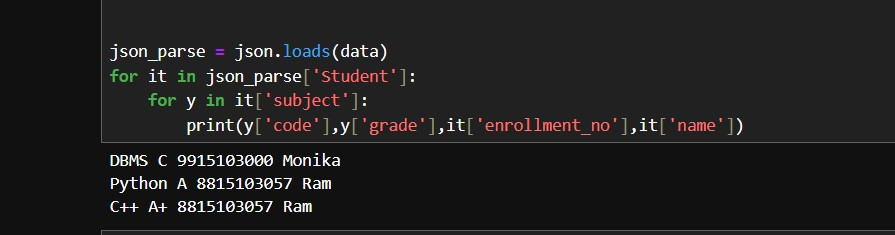 json_parse = json.loads(data)
for it in json_parse['Student']:
    for y in it['subject']:
        print(y['code'],y['grade'],it['enrollment_no'],it['name'])
DBMS C 9915103000 Monika
Python A 8815103057 Ram
C++ A+ 8815103057 Ram